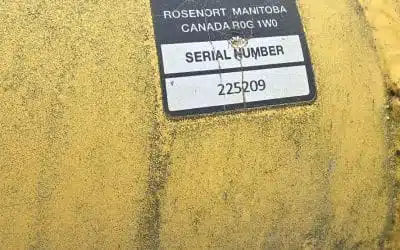 ROSENORT MANITOBA
CANADA R0G 1W0
SERIAL NUMBER
225209